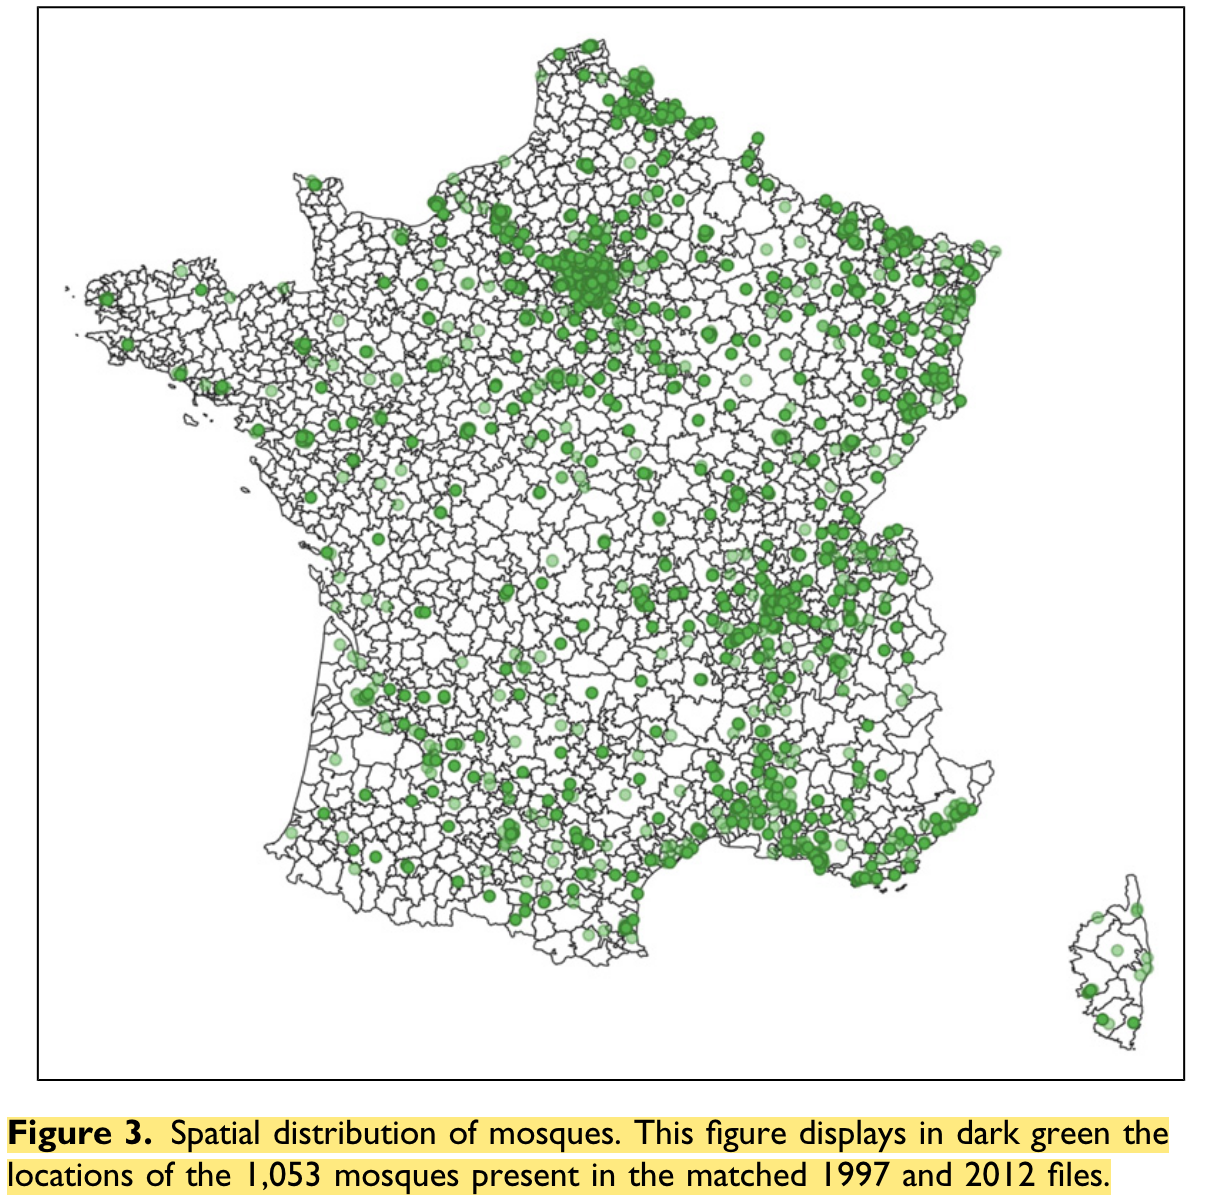 Figure 3. Spatial distribution of mosques. This figure displays in dark green the
locations of the 1,053 mosques present in the matched 1997 and 2012 files.